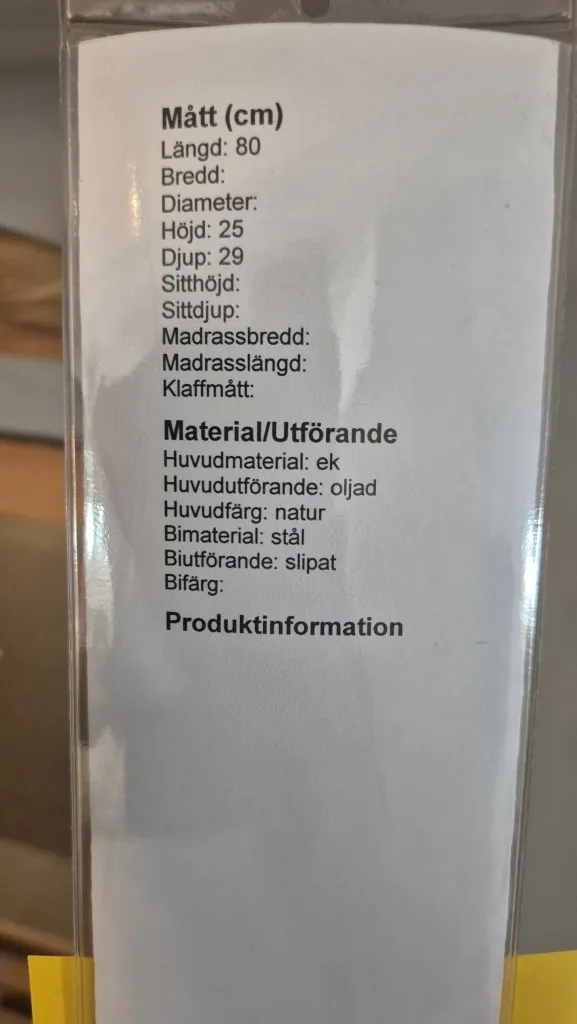 Mått (cm)
Längd: 80
Bredd:
Diameter:
Höjd: 25
Djup: 29
Sitthöjd:
Sittdjup:
Madrassbredd:
Madrasslängd:
Klaffmått:
Material/Utförande
Huvudmaterial: ek
Huvudutförande: oljad
Huvudfärg: natur
Bimaterial: stål
Biutförande: slipat
Bifärg:
Produktinformation